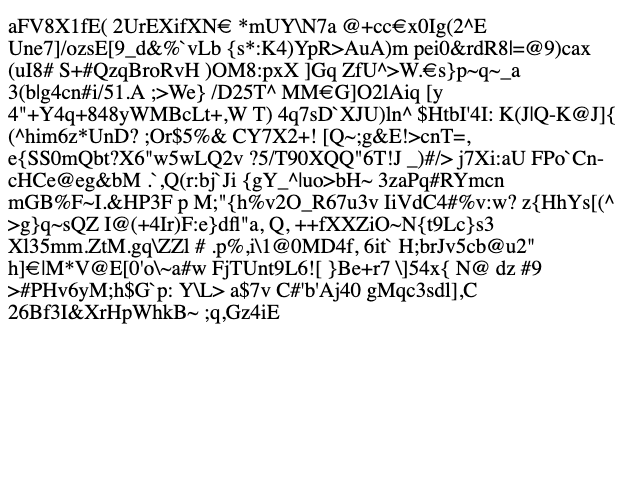 aFV8X1fE( 2UrEXifXN€ *mUY\N7a @+cc€x0Ig(2^E
Une7]/ozsE[9_d&%`vLb {s*:K4)YpR>AuA)m pei0&rdR8|=@9)cax
(uI8# S+#QzqBroRvH )OM8:pxX ]Gq ZfU^>W.€s}p~q~_a
3(b|g4cn#i/51.A ;>We} /D25T^ MM€G]O2lAiq [y
4"+Y4q+848yWMBcLt+,W T) 4q7sD`XJU)ln^ $HtbI'4I: K(J|Q-K@J]{
(^him6z*UnD? ;Or$5%& CY7X2+! [Q~;g&E!>cnT=,
e{SS0mQbt?X6"w5wLQ2v ?5/T90XQQ"6T!J _)#/> j7Xi:aU FPo`Cn-
cHCe@eg&bM .`,Q(r:bj`Ji {gY_^|uo>bH~ 3zaPq#RYmcn
mGB%F~I.&HP3F p M;"{h%v2O_R67u3v IiVdC4#%v:w? z{HhYs[(^
>g}q~sQZ I@(+4Ir)F:e}dfl"a, Q, ++fXXZiO~N{t9Lc}s3
Xl35mm.ZtM.gq\ZZl # .p%,i\1@0MD4f, 6it` H;brJv5cb@u2"
h]€|M*V@E[0'o\~a#w FjTUnt9L6![ }Be+r7 \]54x{ N@ dz #9
>#PHv6yM;h$G`p: Y\L> a$7v C#'b'Aj40 gMqc3sdl],C
26Bf3I&XrHpWhkB~ ;q,Gz4iE